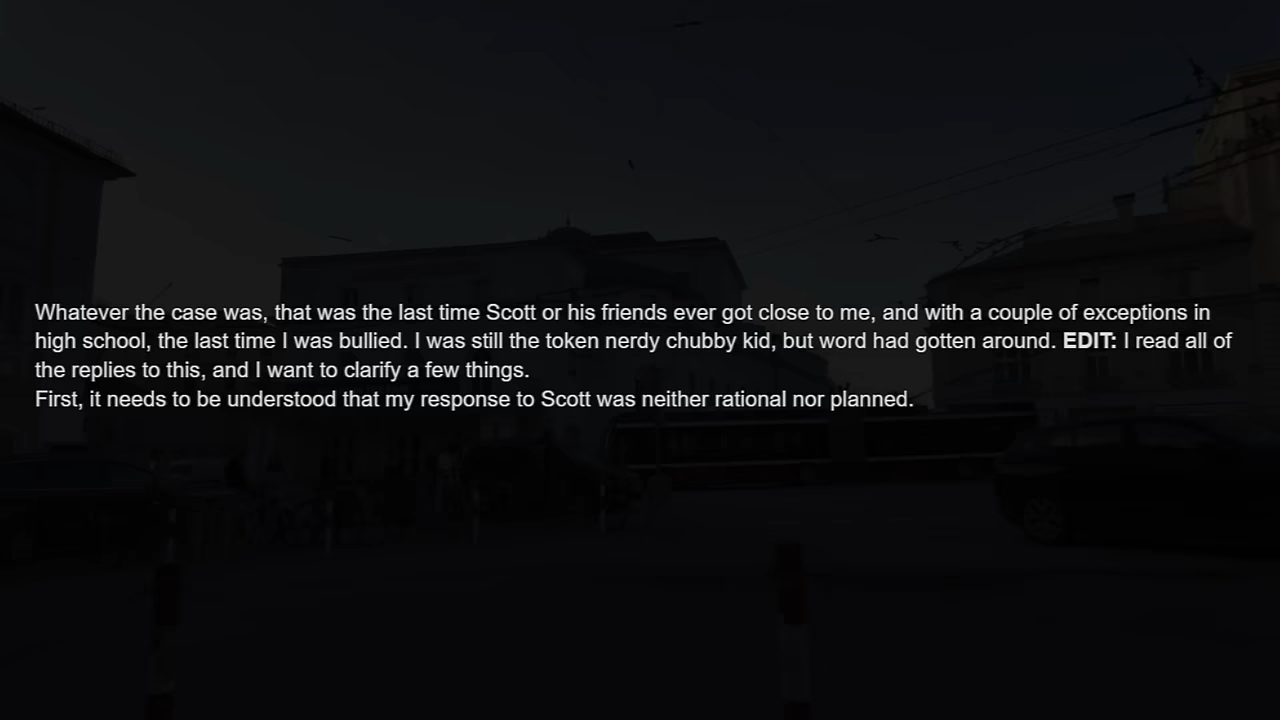 Whatever the case was, that was the last time Scott or his friends ever got close to me, and with a couple of exceptions in
high school, the last time I was bullied. I was still the token nerdy chubby kid, but word had gotten around. EDIT: I read all of
the replies to this, and I want to clarify a few things.
First, it needs to be understood that my response to Scott was neither rational nor planned.